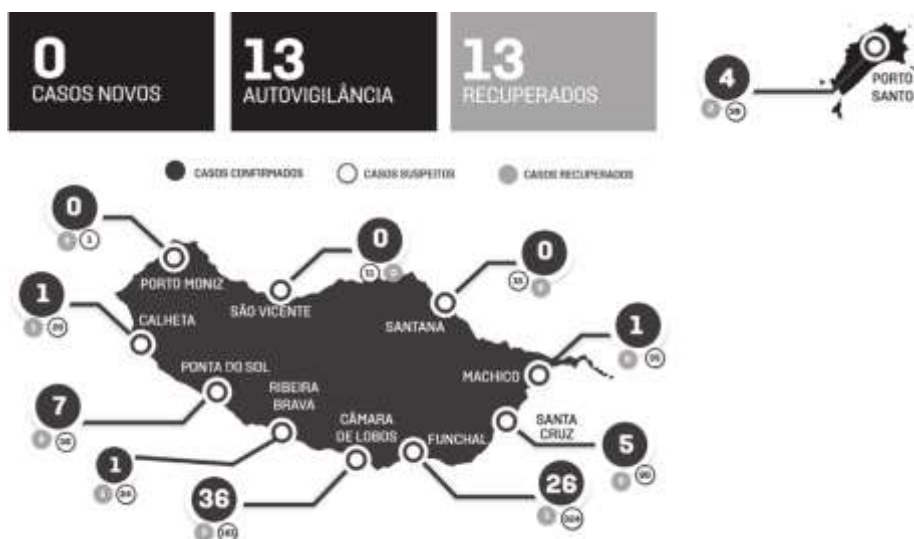 0
CASOS NOVOS
13
AUTOVIGILÂNCIA
13
RECUPERADOS
4
PORTO
SANTO
CASOS CONFIRMADOS
CASOS SUSPEITOS
CASOS RECUPERADOS
0
PORTO MONIZ
0
11
SÃO VICENTE
0
SANTANA
1
CALHETA
1
MACHICO
7
PONTA DO SOL
RIBEIRA
BRAVA
1
CÂMARA
DE LOBOS
36
FUNCHAL
26
SANTA
CRUZ
5